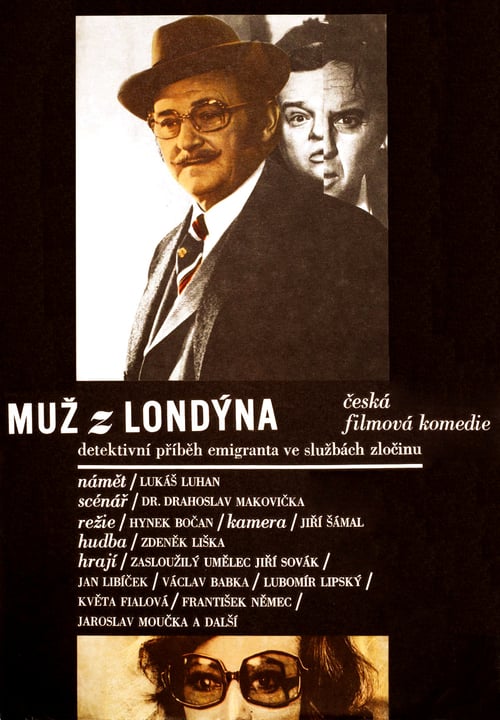 MUŽ z LONDÝNA
česká
filmová komedie
detektivní příběh emigranta ve službách zločinu
námět / LUKÁŠ LUHAN
scénář / DR. DRAHOSLAV MAKOVIČKA
režie / HYNEK BOČAN / kamera / JIŘÍ ŠÁMAL
hudba / ZDENĚK LIŠKA
hrají / ZASLOUŽILÝ UMĚLEC JIŘÍ SOVÁK /
JAN LIBÍČEK / VÁCLAV BABKA / LUBOMÍR LIPSKÝ /
KVĚTA FIALOVÁ / FRANTIŠEK NĚMEC /
JAROSLAV MOUČKA A DALŠÍ